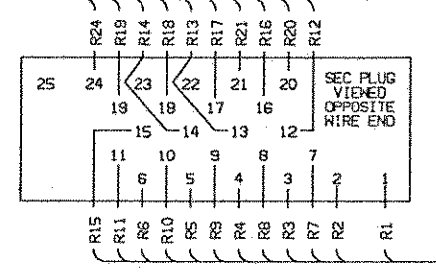 R24 R19 R14 R18 R13 R17 R21 R16 R20 R12
25 24 23 22 21 20
SEC PLUG
VIEWED
OPPOSITE
WIRE END
19 18 17 16
15 14 13 12
11 10 9 8 7
6 5 4 3 2 1
R15 R11 R6 R10 R5 R9 R4 R8 R3 R7 R2 R1